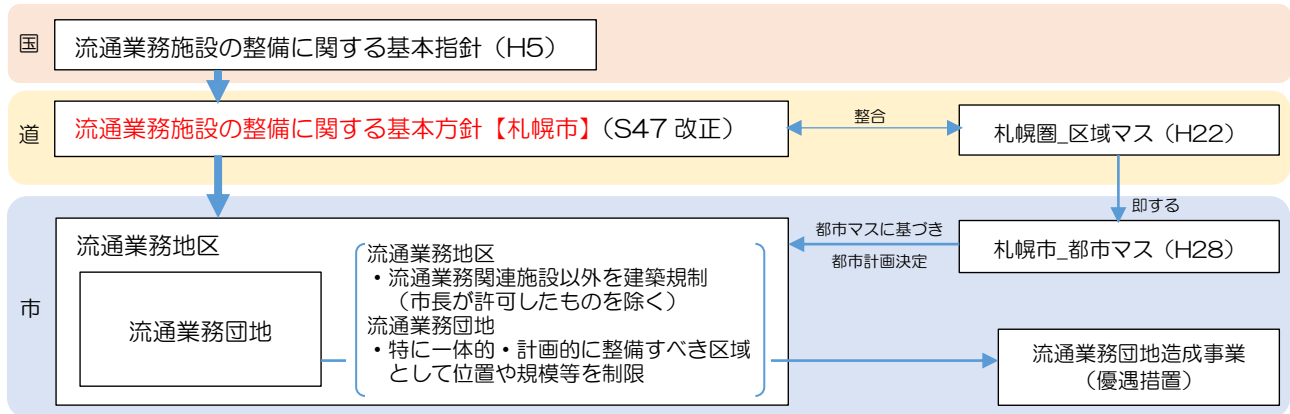 国
流通業務施設の整備に関する基本指針（H5）
道
流通業務施設の整備に関する基本方針【札幌市】（S47 改正）
整合
札幌圏_区域マス（H22）
即する
市
流通業務地区
流通業務団地
流通業務地区
・流通業務関連施設以外を建築規制
（市長が許可したものを除く）
流通業務団地
・特に一体的・計画的に整備すべき区域
として位置や規模等を制限
都市マスに基づき
都市計画決定
札幌市_都市マス（H28）
流通業務団地造成事業
（優遇措置）